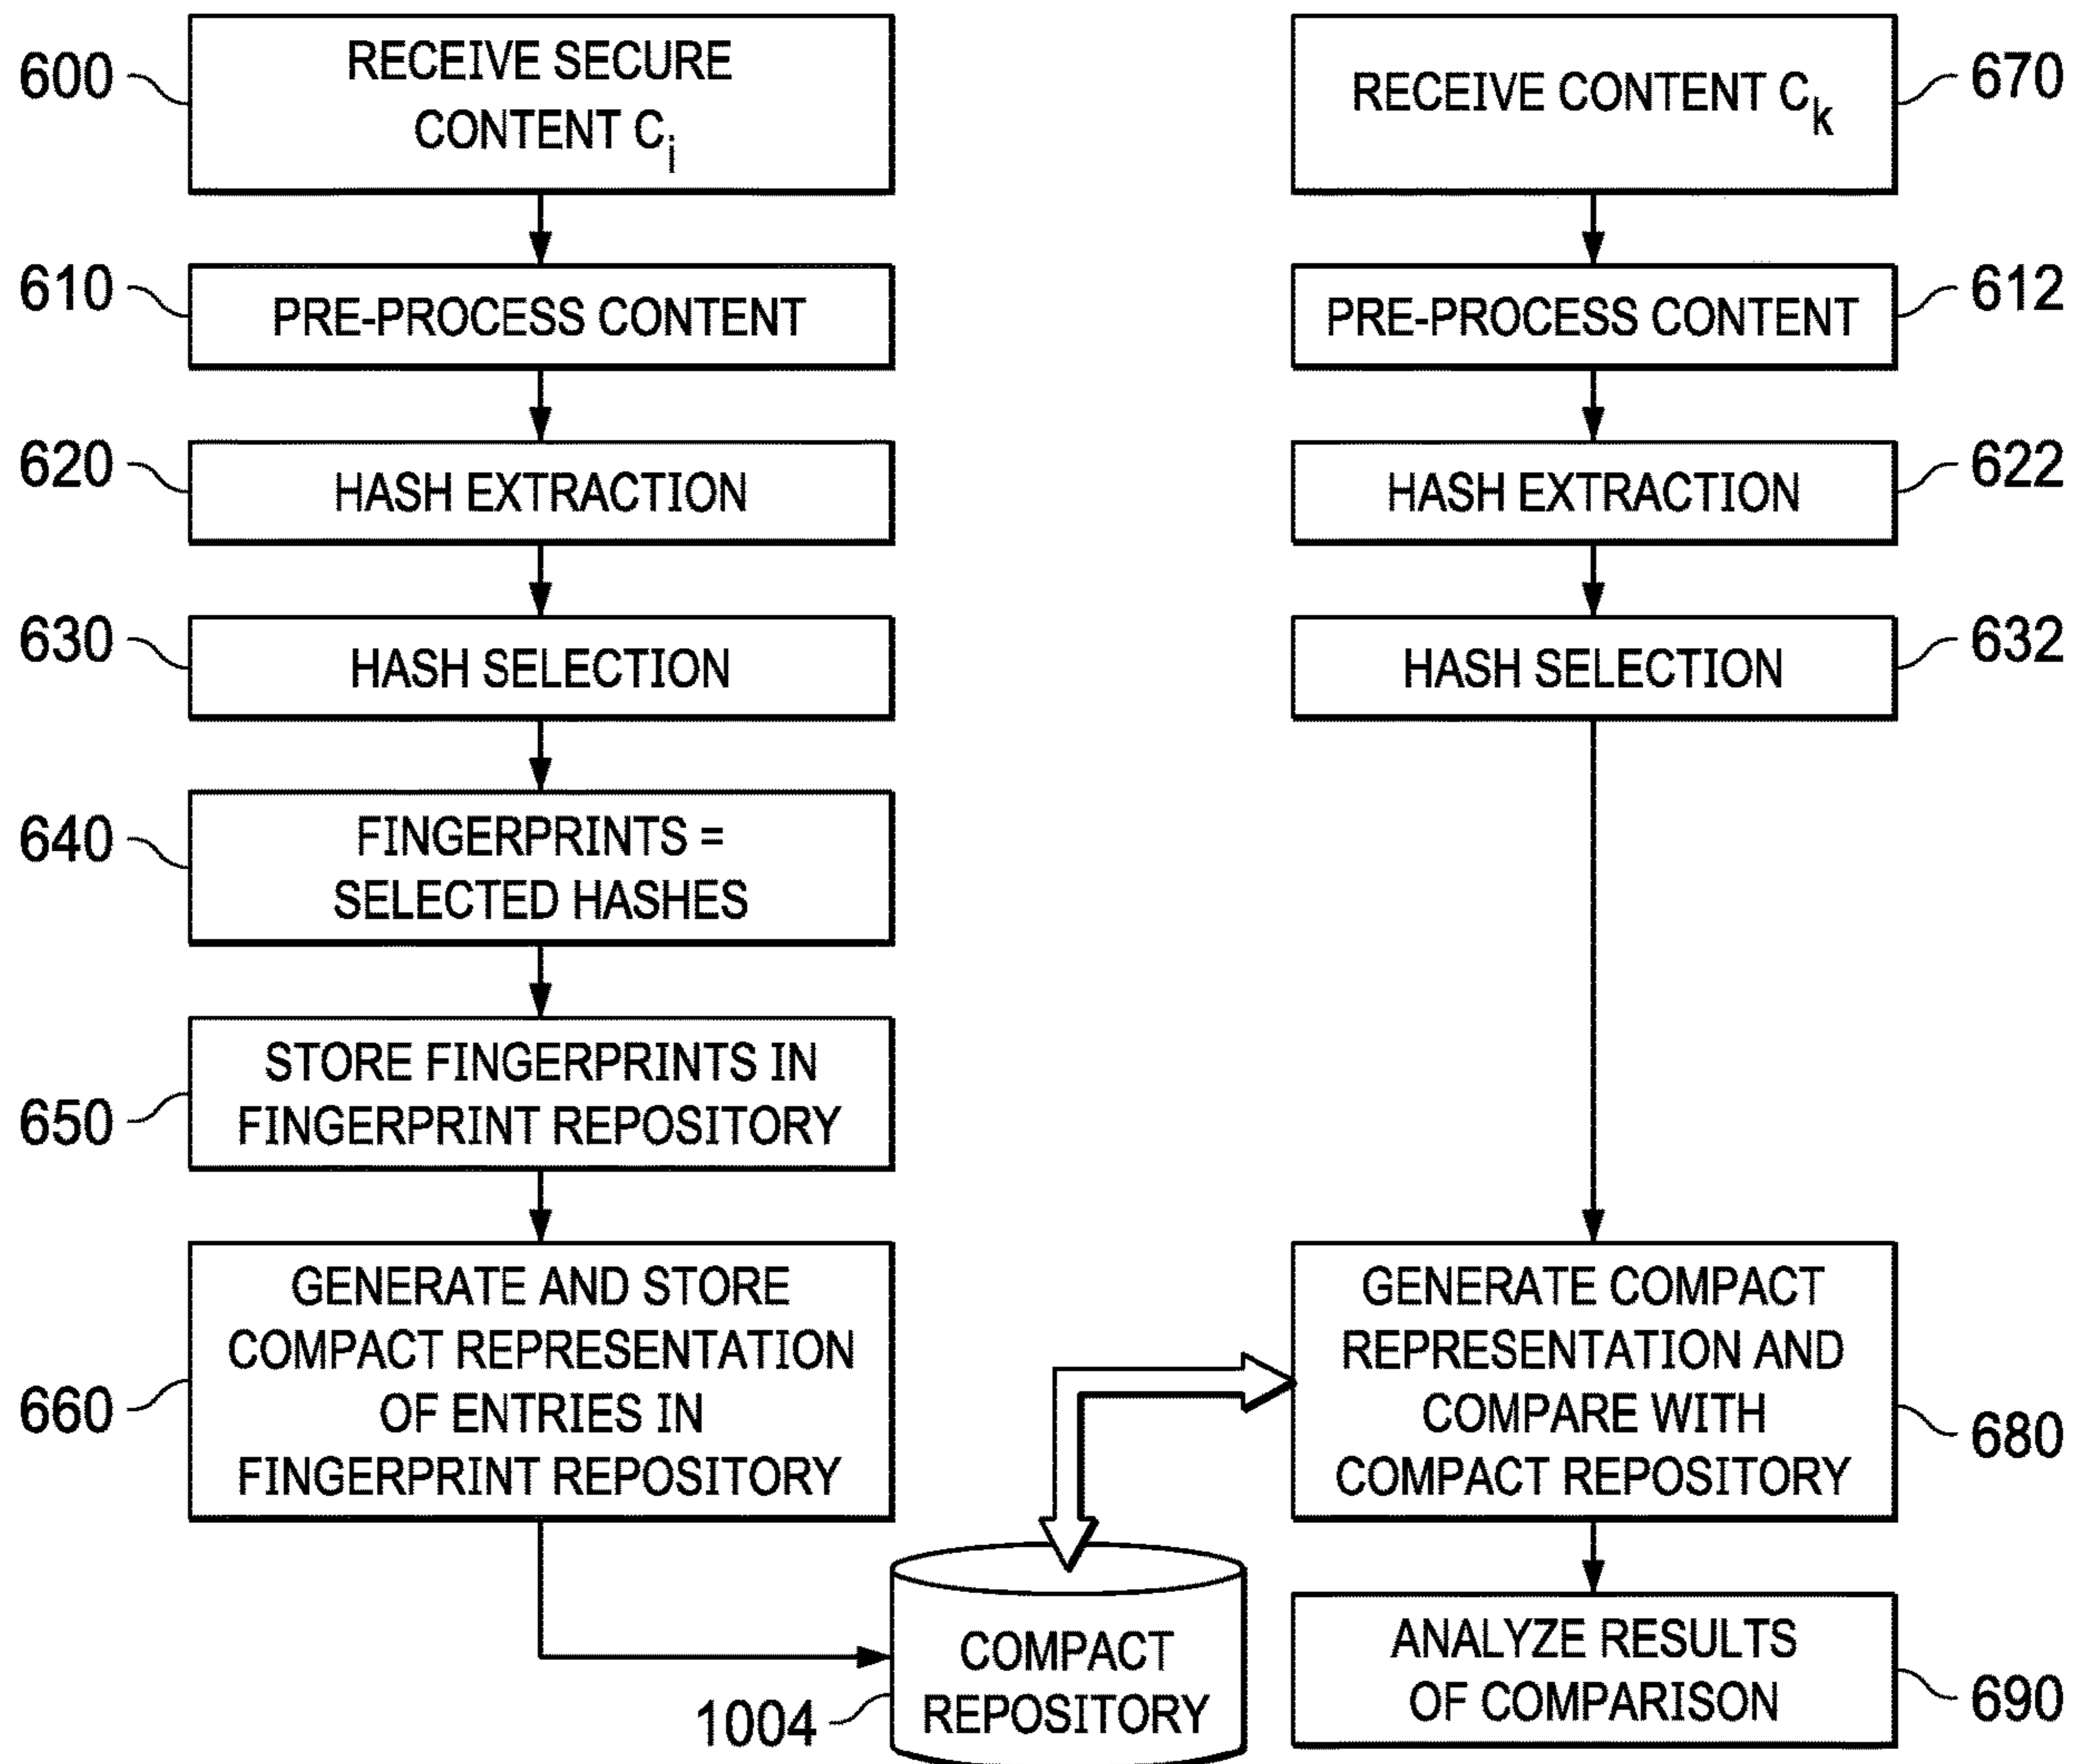 600
RECEIVE SECURE
CONTENT Ci
610
PRE-PROCESS CONTENT
620
HASH EXTRACTION
630
HASH SELECTION
640
FINGERPRINTS =
SELECTED HASHES
650
STORE FINGERPRINTS IN
FINGERPRINT REPOSITORY
660
GENERATE AND STORE
COMPACT REPRESENTATION
OF ENTRIES IN
FINGERPRINT REPOSITORY
1004
COMPACT
REPOSITORY
RECEIVE CONTENT Ck
670
PRE-PROCESS CONTENT
612
HASH EXTRACTION
622
HASH SELECTION
632
GENERATE COMPACT
REPRESENTATION AND
COMPARE WITH
COMPACT REPOSITORY
680
ANALYZE RESULTS
OF COMPARISON
690